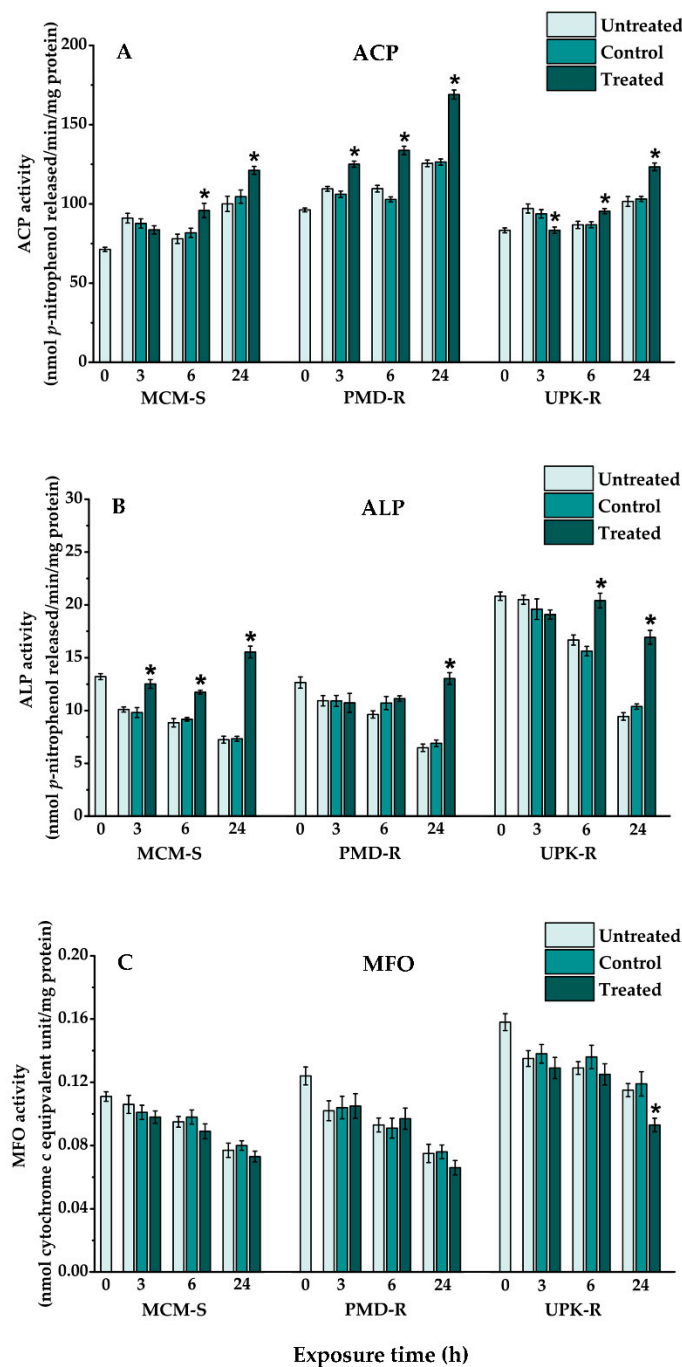 A
ACP
Untreated
Control
Treated
200
150
100
50
0
ACP activity
(nmol p-nitrophenol released/min/mg protein)
*
*
*
*
*
*
*
*
0 3 6 24 0 3 6 24 0 3 6 24
MCM-S PMD-R UPK-R
B
ALP
Untreated
Control
Treated
30
25
20
15
10
5
0
ALP activity
(nmol p-nitrophenol released/min/mg protein)
*
*
*
*
*
*
0 3 6 24 0 3 6 24 0 3 6 24
MCM-S PMD-R UPK-R
C
MFO
Untreated
Control
Treated
0.20
0.16
0.12
0.08
0.04
0.00
MFO activity
(nmol cytochrome c equipvalent unit/mg protein)
*
0 3 6 24 0 3 6 24 0 3 6 24
MCM-S PMD-R UPK-R
Exposure time (h)